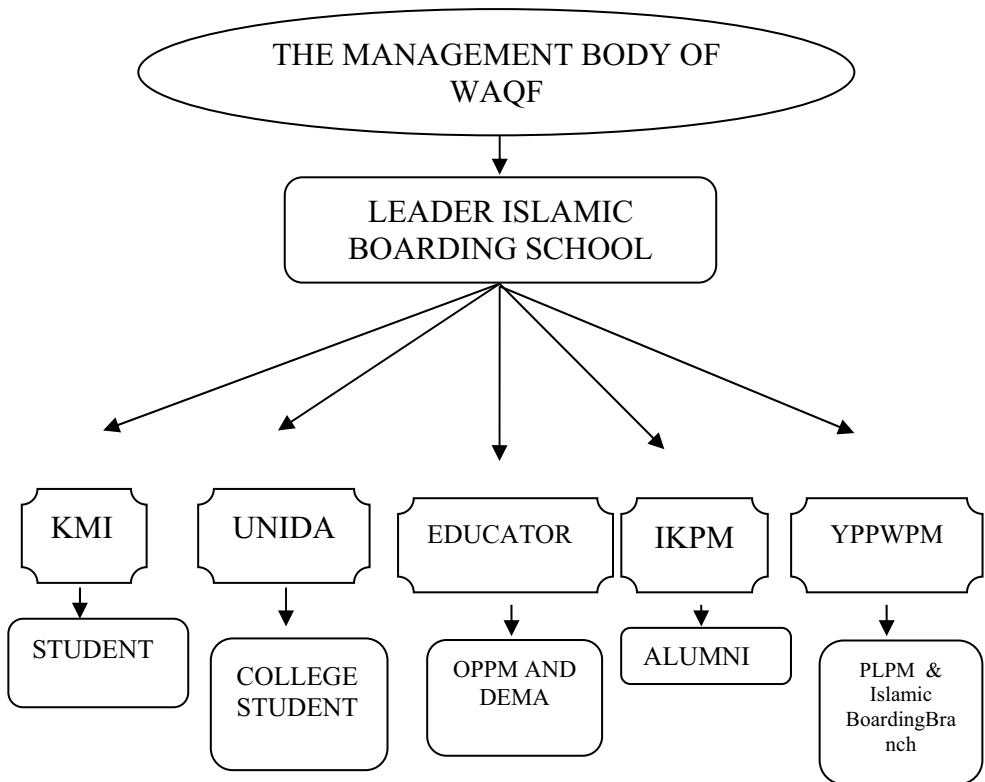 THE MANAGEMENT BODY OF
WAQF
LEADER ISLAMIC
BOARDING SCHOOL
KMI
UNIDA
EDUCATOR
IKPM
YPPWPM
STUDENT
COLLEGE
STUDENT
OPPM AND
DEMA
ALUMNI
PLPM &
Islamic
BoardingBra
nch